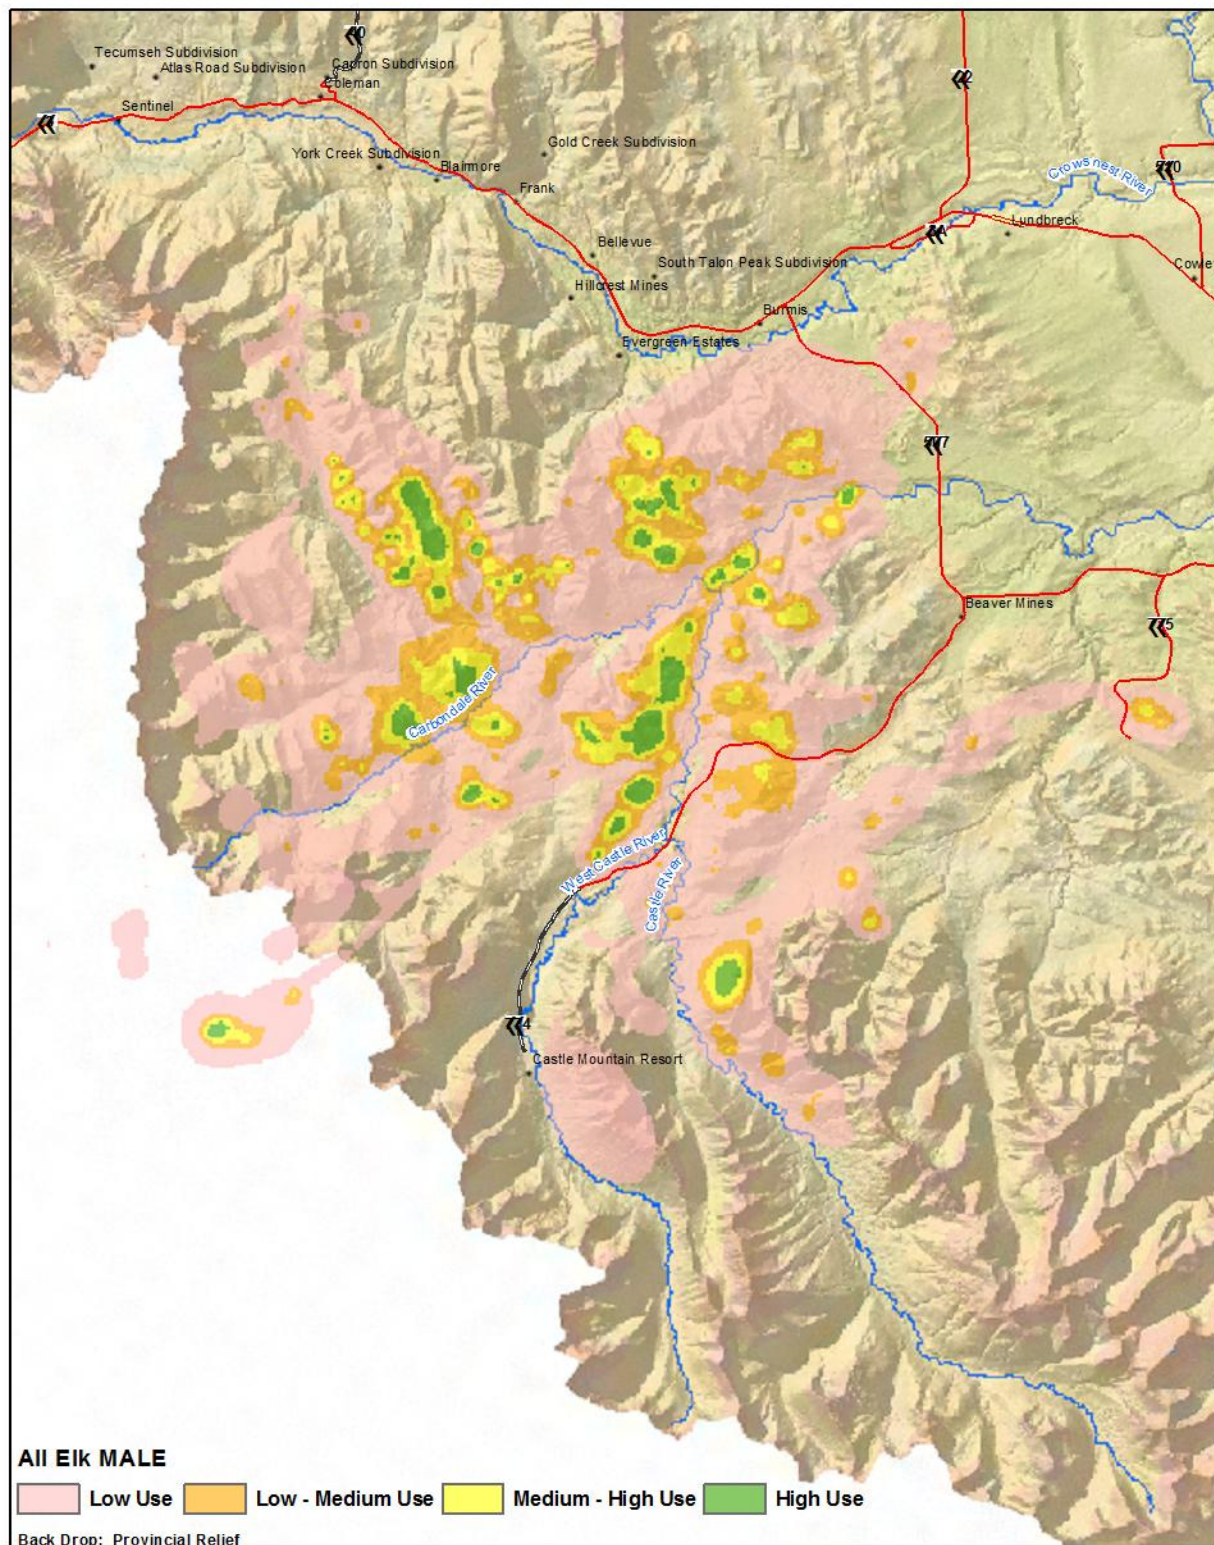 Tecumseh Subdivision
Atlas Road Subdivision
Capron Subdivision
Coleman
Sentinel
York Creek Subdivision
Gold Creek Subdivision
Blairmore
Frank
Crowsnest River
Lundbreck
Bellevue
South Talon Peak Subdivision
Hillcrest Mines
Burmis
Evergreen Estates
Beaver Mines
Carbondale River
West Castle River
Castle River
Castle Mountain Resort
All Elk MALE
Low Use
Low - Medium Use
Medium - High Use
High Use
Back Drop: Provincial Relief